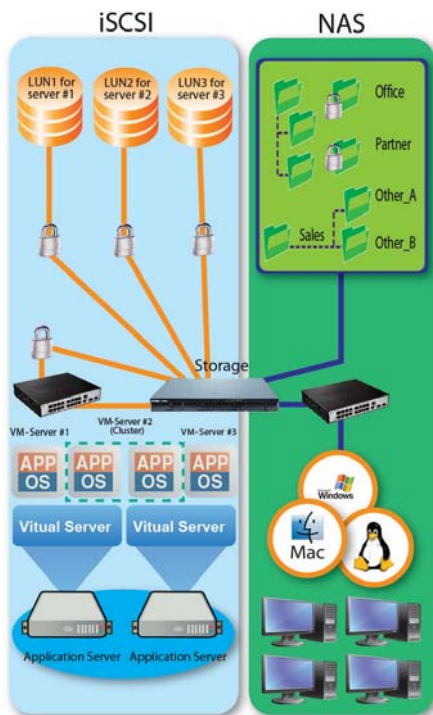 iSCSI
NAS
LUN1 for
server #1
LUN2 for
server #2
LUN3 for
server #3
Office
Partner
Other_A
Sales
Other_B
Storage
VM-Server #1
VM-Server #2
(Cluster)
VM-Server #3
APP
OS
APP
OS
APP
OS
APP
OS
Vitual Server
Vitual Server
Application Server
Application Server
Windows
Mac